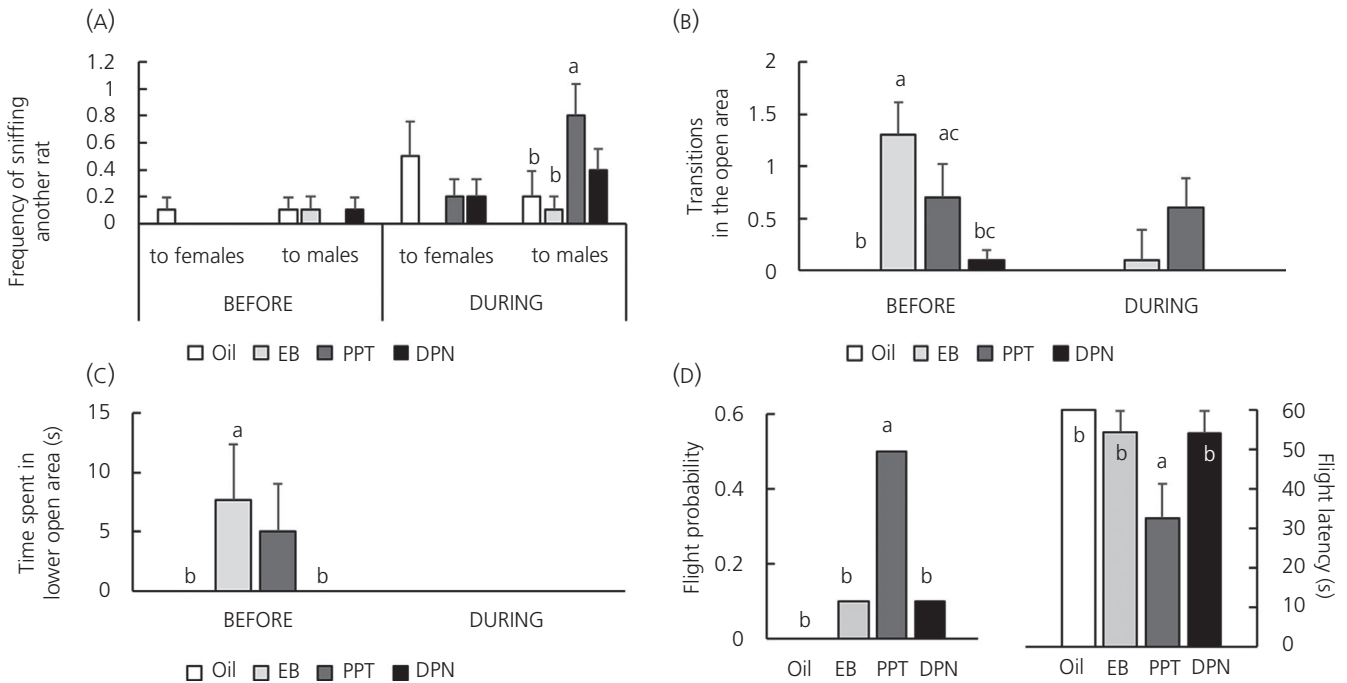 (A)
Frequency of sniffing
another rat
1.2
1
0.8
0.6
0.4
0.2
0
a
b
b
to females
to males
to females
to males
BEFORE
DURING
Oil EB PPT DPN
(B)
Transitions
in the open area
2
1.5
1
0.5
0
a
ac
b
bc
BEFORE
DURING
Oil EB PPT DPN
(C)
Time spent in
lower open area (s)
15
10
5
0
a
b
b
BEFORE
DURING
Oil EB PPT DPN
(D)
Flight probability
0.6
0.4
0.2
0
a
b
b
b
Oil EB PPT DPN
b
b
a
b
Oil EB PPT DPN
60
50
40
30
20
10
0
Flight latency (s)